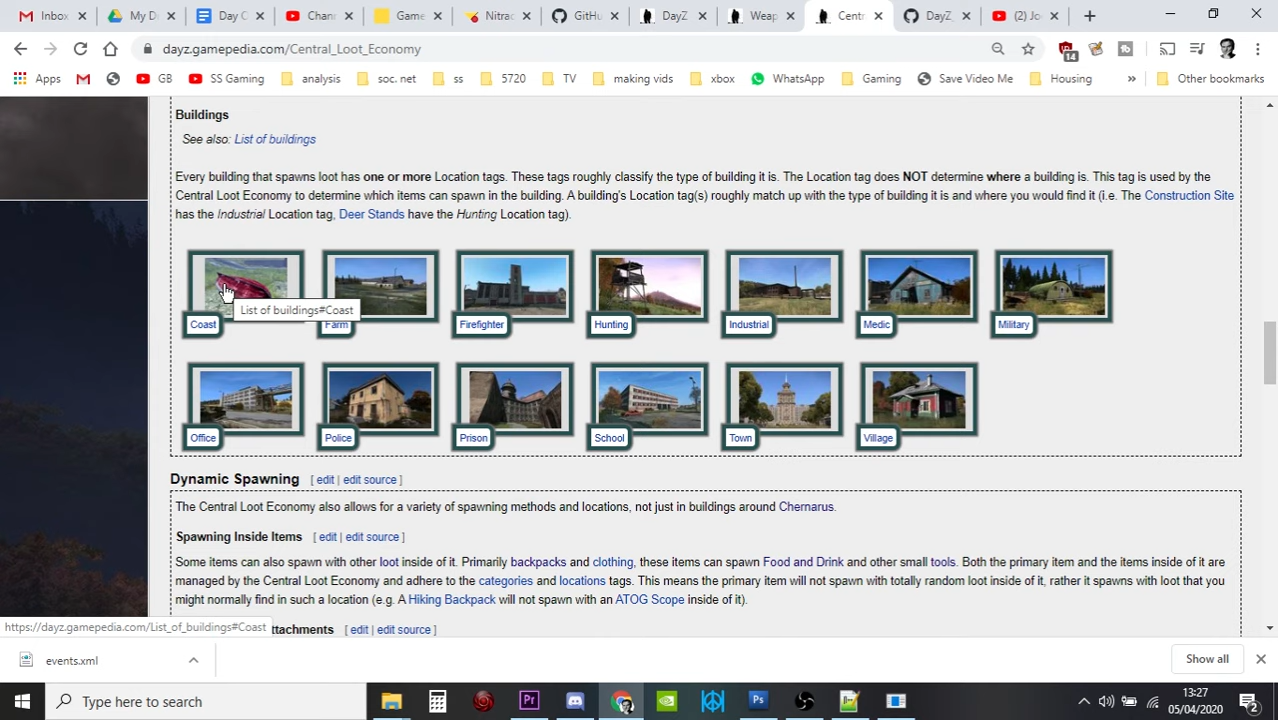 Inbox
My Dr
Day C
Chann
Game
Nitrac
GitHu
DayZ
Weap
Centr
DayZ_
(2) Jo
dayz.gamepedia.com/Central_Loot_Economy
14
Apps
GB
SS Gaming
analysis
soc. net
ss
5720
TV
making vids
xbox
WhatsApp
Gaming
Save Video Me
Housing
»
Other bookmarks
Buildings
See also: List of buildings
Every building that spawns loot has one or more Location tags. These tags roughly classify the type of building it is. The Location tag does NOT determine where a building is. This tag is used by the
Central Loot Economy to determine which items can spawn in the building. A building's Location tag(s) roughly match up with the type of building it is and where you would find it (i.e. The Construction Site
has the Industrial Location tag, Deer Stands have the Hunting Location tag).
List of buildings#Coast
Coast
Farm
Firefighter
Hunting
Industrial
Medic
Military
Office
Police
Prison
School
Town
Village
Dynamic Spawning [ edit | edit source ]
The Central Loot Economy also allows for a variety of spawning methods and locations, not just in buildings around Chernarus.
Spawning Inside Items [ edit | edit source ]
Some items can also spawn with other loot inside of it. Primarily backpacks and clothing, these items can spawn Food and Drink and other small tools. Both the primary item and the items inside of it are
managed by the Central Loot Economy and adhere to the categories and locations tags. This means the primary item will not spawn with totally random loot inside of it, rather it spawns with loot that you
might normally find in such a location (e.g. A Hiking Backpack will not spawn with an ATOG Scope inside of it).
https://dayz.gamepedia.com/List_of_buildings#Coast
ttachments [ edit | edit source ]
events.xml
Show all
Type here to search
13:27
05/04/2020
2